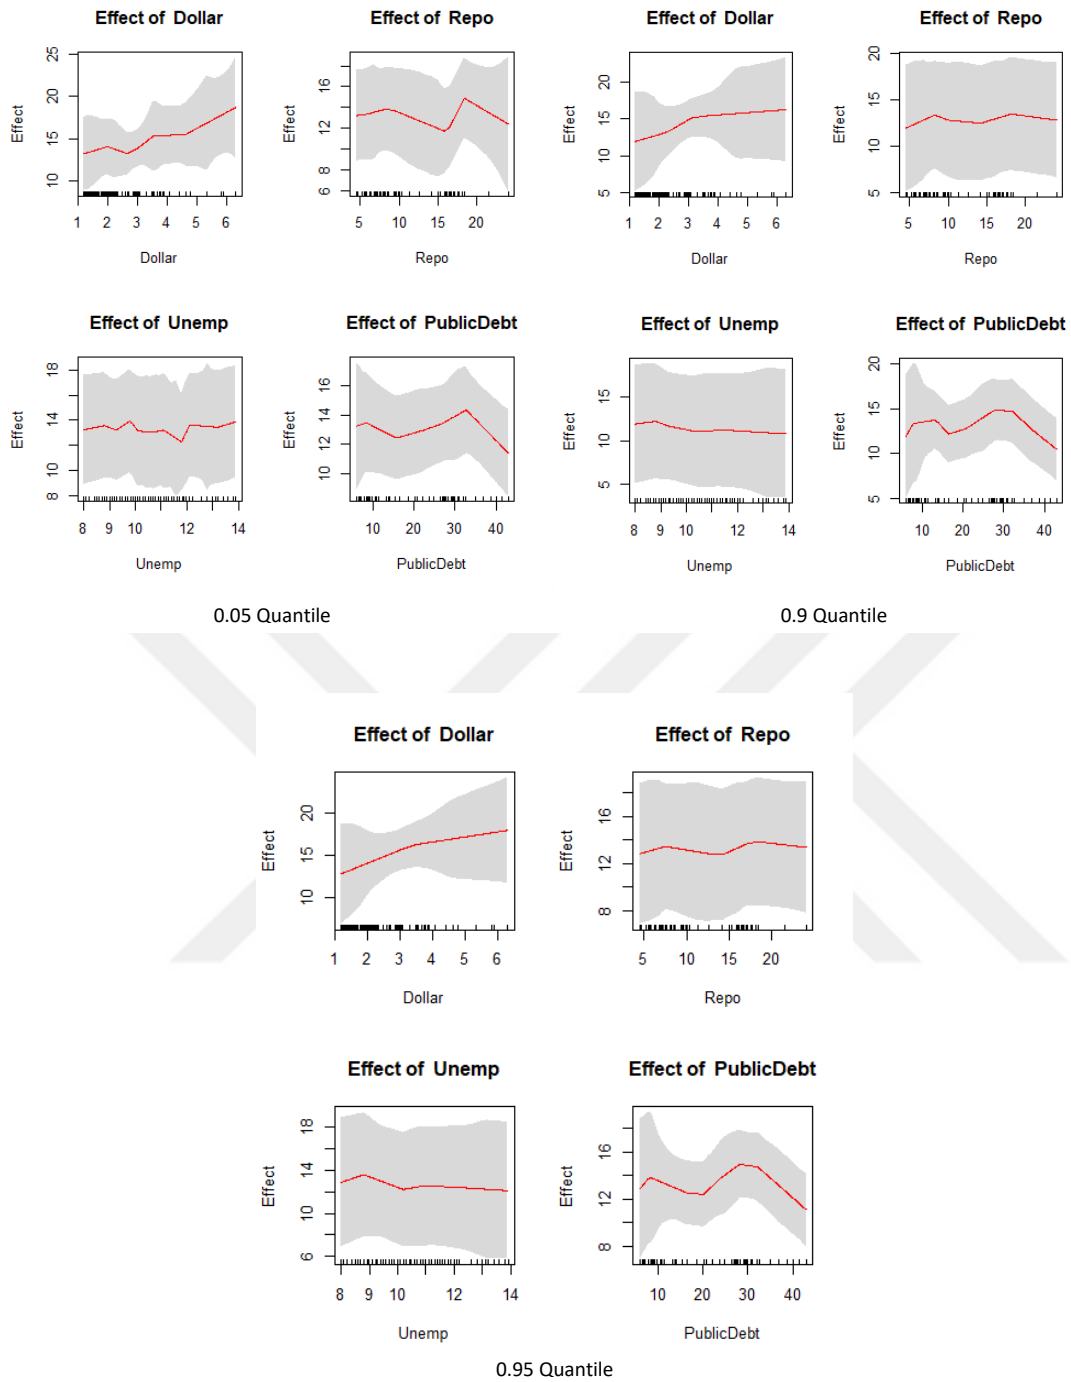 Effect of Dollar
Effect
25
20
15
10
1 2 3 4 5 6
Dollar
Effect of Repo
Effect
16
12
8
6
5 10 15 20
Repo
Effect of Dollar
Effect
20
15
10
5
1 2 3 4 5 6
Dollar
Effect of Repo
Effect
20
15
10
5
5 10 15 20
Repo
Effect of Unemp
Effect
18
14
10
8
8 9 10 12 14
Unemp
Effect of PublicDebt
Effect
16
14
12
10
10 20 30 40
PublicDebt
Effect of Unemp
Effect
15
10
5
8 9 10 12 14
Unemp
Effect of PublicDebt
Effect
20
15
10
5
10 20 30 40
PublicDebt
0.05 Quantile
0.9 Quantile
Effect of Dollar
Effect
20
15
10
1 2 3 4 5 6
Dollar
Effect of Repo
Effect
16
12
8
5 10 15 20
Repo
Effect of Unemp
Effect
18
14
10
6
8 9 10 12 14
Unemp
Effect of PublicDebt
Effect
16
12
8
10 20 30 40
PublicDebt
0.95 Quantile